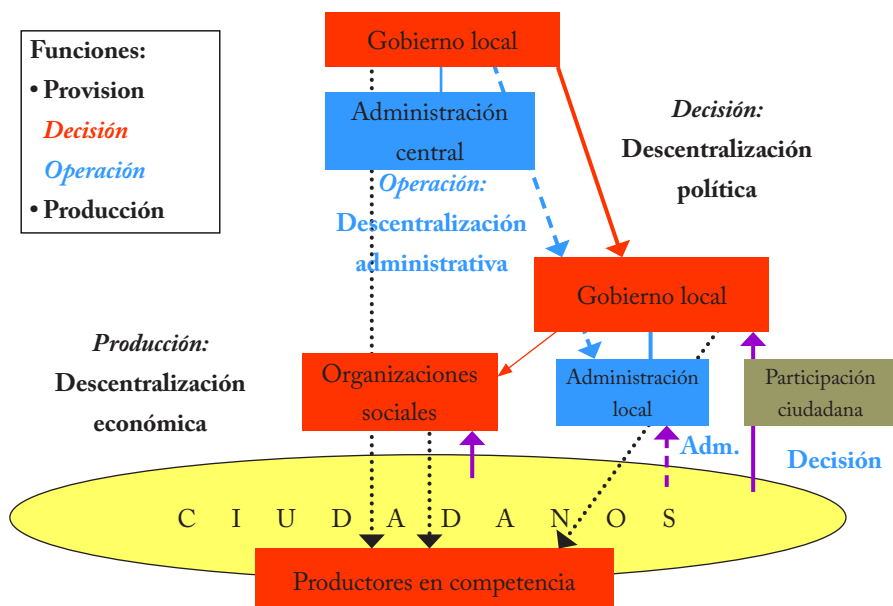 Funciones:
• Provision
Decisión
Operación
• Producción
Gobierno local
Administración
central
Decisión:
Descentralización
política
Operación:
Descentralización
administrativa
Gobierno local
Producción:
Descentralización
económica
Organizaciones
sociales
Administración
local
Participación
ciudadana
Adm.
Decisión
C I U D A D A N O S
Productores en competencia